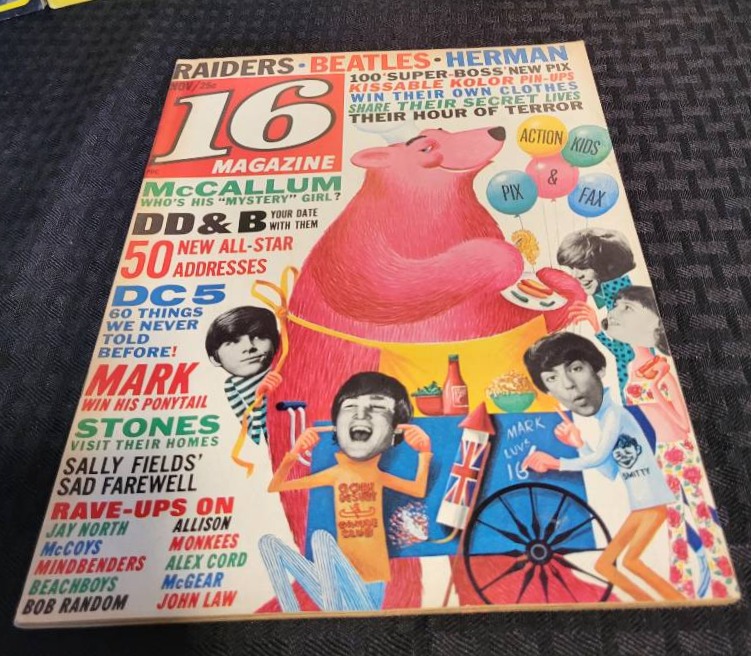 RAIDERS • BEATLES • HERMAN
NOV/25c
16
MAGAZINE
100 'SUPER-BOSS' NEW PIX
KISSABLE KOLOR PIN-UPS
WIN THEIR OWN CLOTHES
SHARE THEIR SECRET LIVES
THEIR HOUR OF TERROR
ACTION KIDS
PIX & FAX
McCALLUM
WHO'S HIS "MYSTERY" GIRL?
DD&B YOUR DATE
WITH THEM
50 NEW ALL-STAR
ADDRESSES
DC5
60 THINGS
WE NEVER
TOLD
BEFORE!
MARK
WIN HIS PONYTAIL
STONES
VISIT THEIR HOMES
SALLY FIELDS'
SAD FAREWELL
RAVE-UPS ON
JAY NORTH
McCOYS
MINDBENDERS
BEACHBOYS
BOB RANDOM
ALLISON
MONKEES
ALEX CORD
McGEAR
JOHN LAW
MARK
LUVS
16
SMITTY